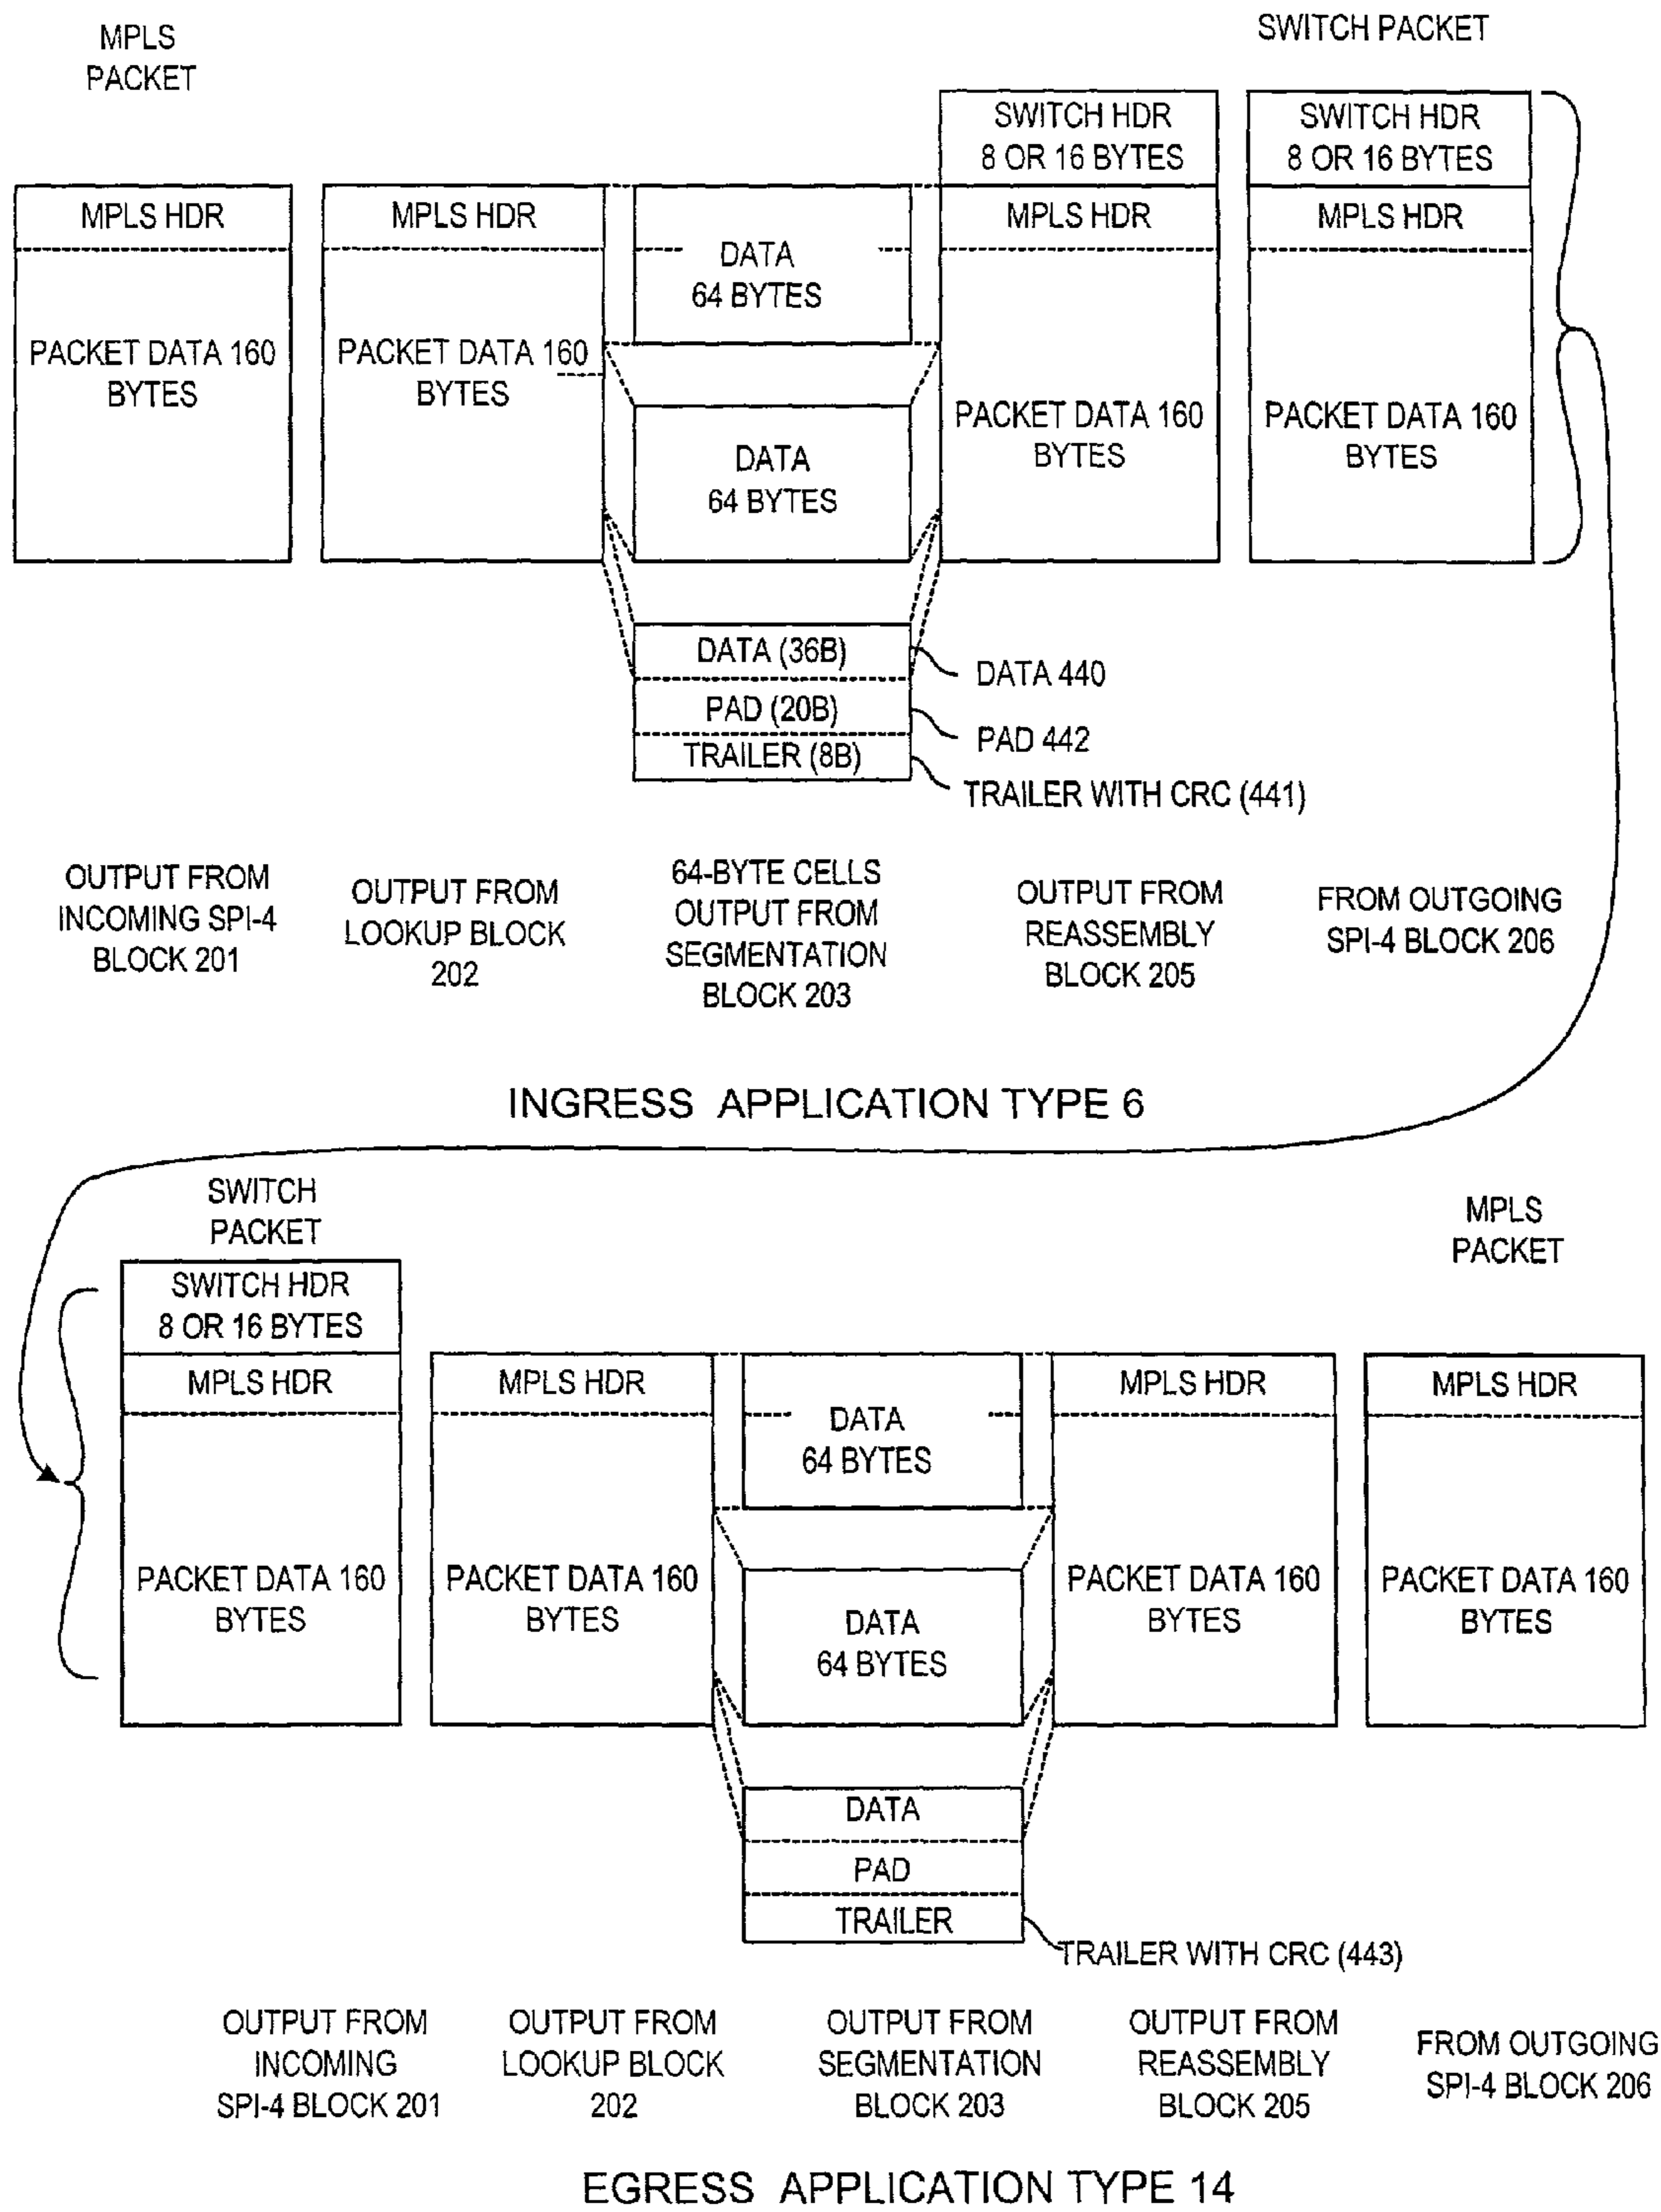 MPLS
PACKET
SWITCH PACKET
SWITCH HDR
8 OR 16 BYTES
SWITCH HDR
8 OR 16 BYTES
MPLS HDR
MPLS HDR
DATA
64 BYTES
MPLS HDR
MPLS HDR
PACKET DATA 160
BYTES
PACKET DATA 160
BYTES
DATA
64 BYTES
PACKET DATA 160
BYTES
PACKET DATA 160
BYTES
DATA (36B)
DATA 440
PAD (20B)
PAD 442
TRAILER (8B)
TRAILER WITH CRC (441)
OUTPUT FROM
INCOMING SPI-4
BLOCK 201
OUTPUT FROM
LOOKUP BLOCK
202
64-BYTE CELLS
OUTPUT FROM
SEGMENTATION
BLOCK 203
OUTPUT FROM
REASSEMBLY
BLOCK 205
FROM OUTGOING
SPI-4 BLOCK 206
INGRESS APPLICATION TYPE 6
SWITCH
PACKET
MPLS
PACKET
SWITCH HDR
8 OR 16 BYTES
MPLS HDR
MPLS HDR
DATA
64 BYTES
MPLS HDR
MPLS HDR
PACKET DATA 160
BYTES
PACKET DATA 160
BYTES
DATA
64 BYTES
PACKET DATA 160
BYTES
PACKET DATA 160
BYTES
DATA
PAD
TRAILER
TRAILER WITH CRC (443)
OUTPUT FROM
INCOMING
SPI-4 BLOCK 201
OUTPUT FROM
LOOKUP BLOCK
202
OUTPUT FROM
SEGMENTATION
BLOCK 203
OUTPUT FROM
REASSEMBLY
BLOCK 205
FROM OUTGOING
SPI-4 BLOCK 206
EGRESS APPLICATION TYPE 14